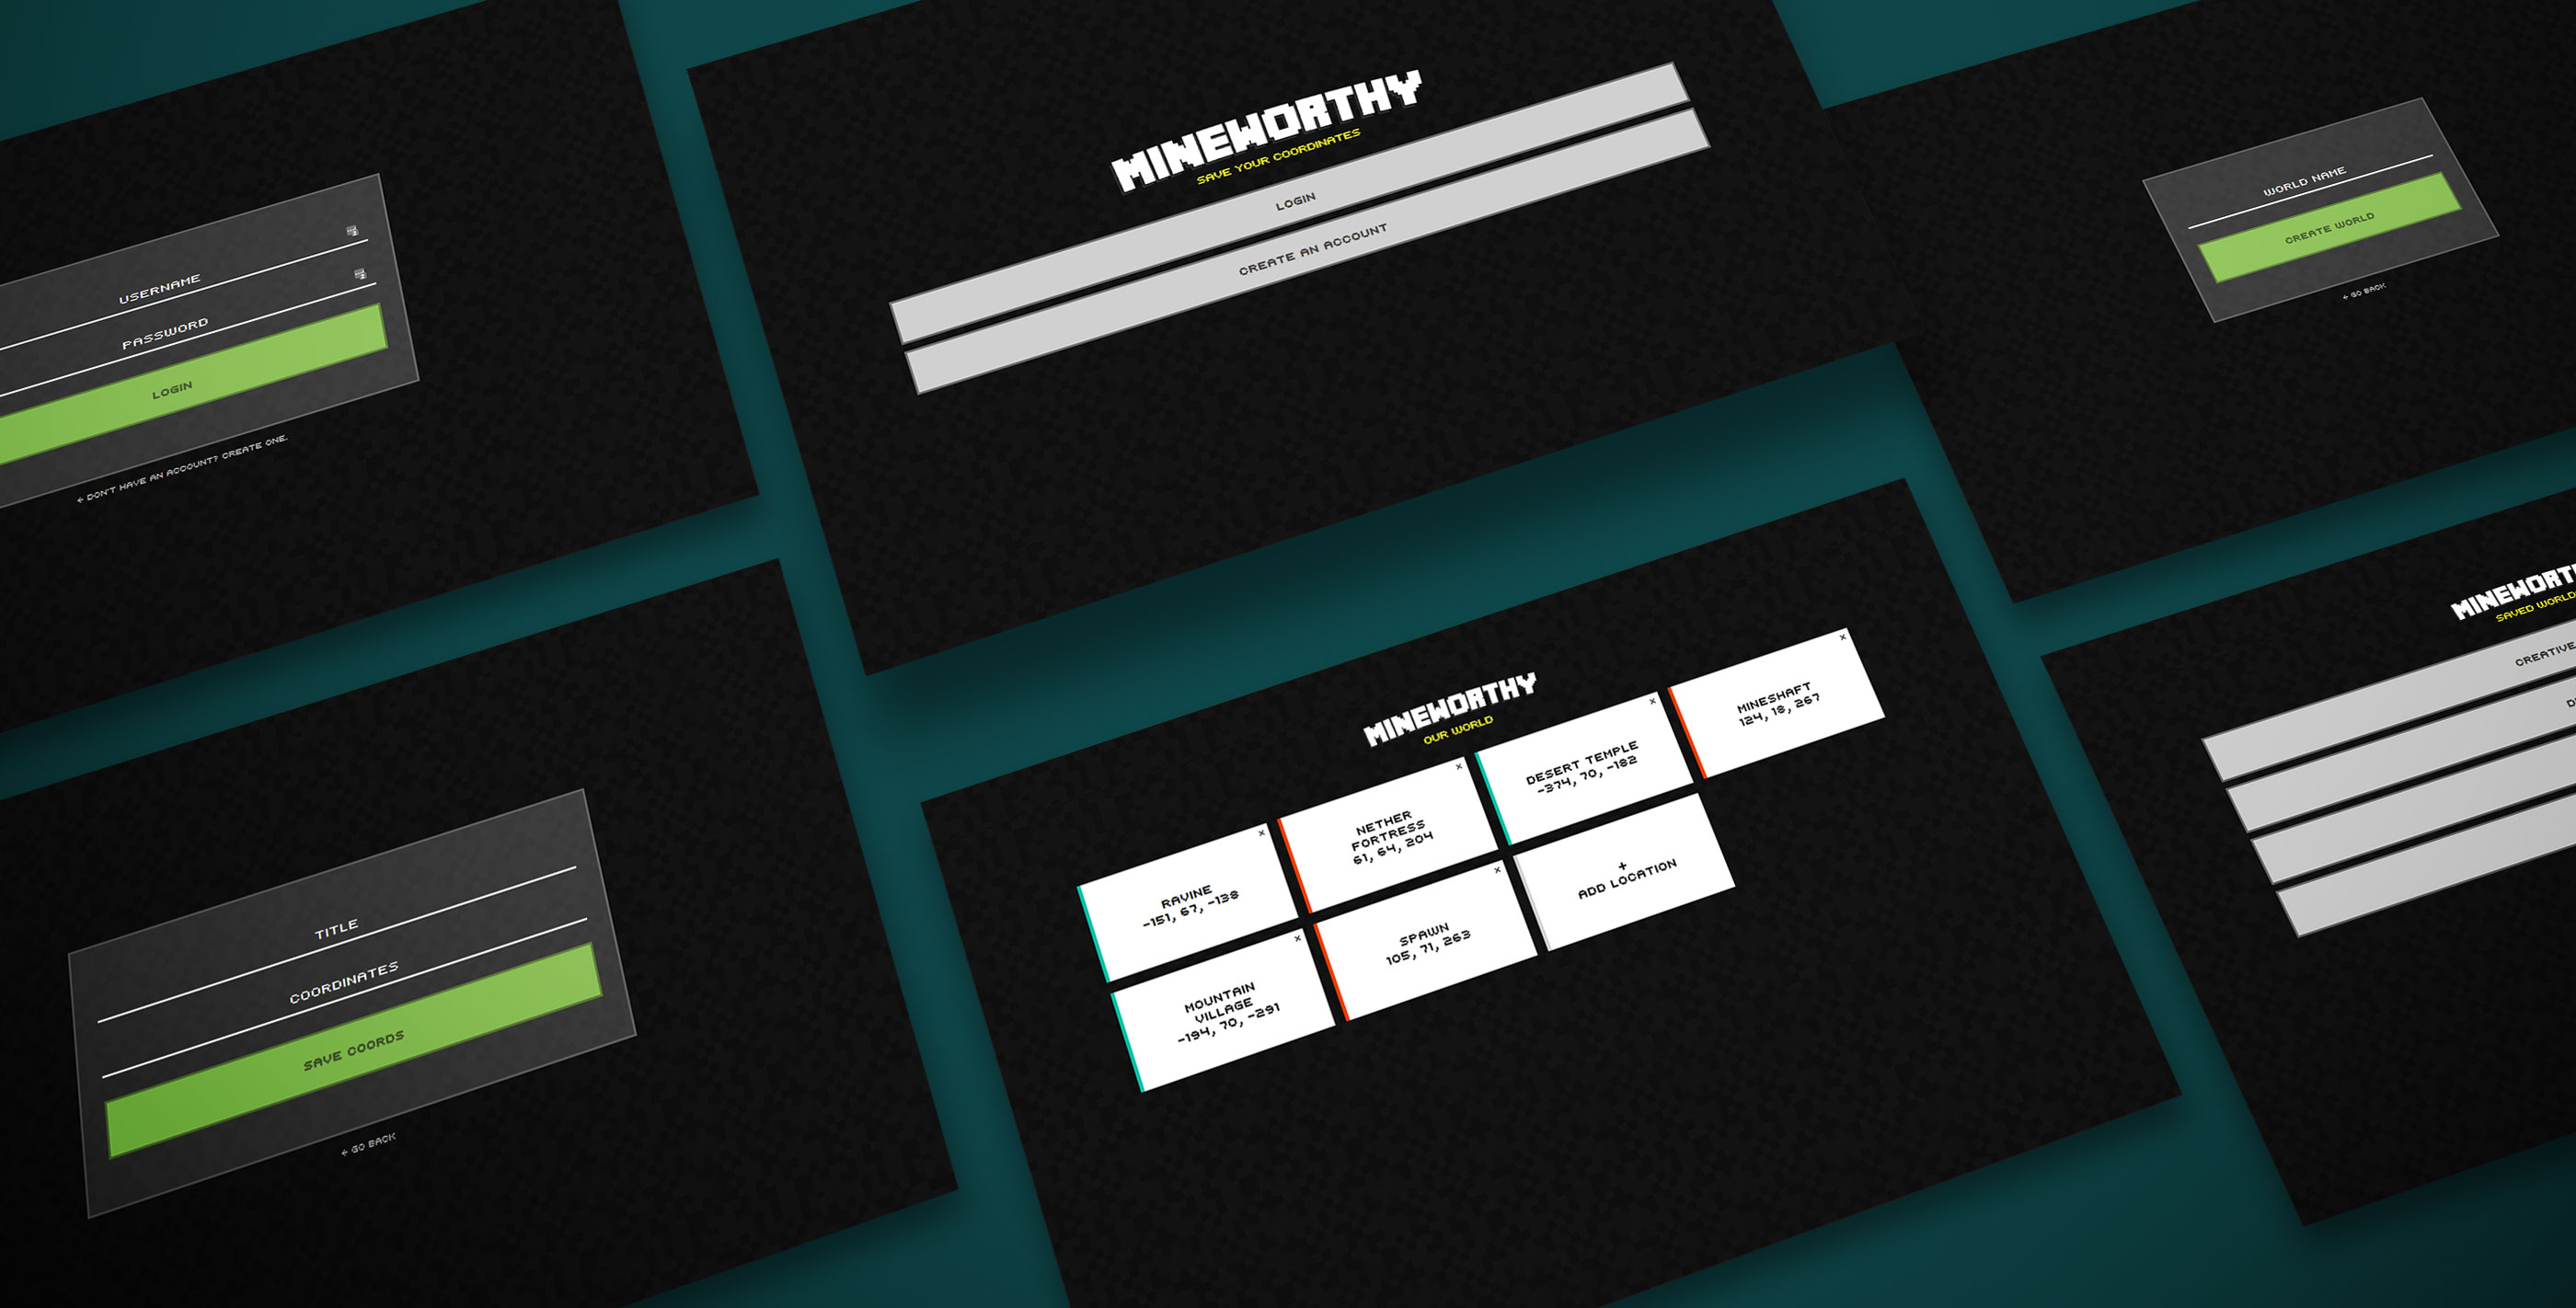 USERNAME
PASSWORD
LOGIN
← DON'T HAVE AN ACCOUNT? CREATE ONE.
MINEWORTHY
SAVE YOUR COORDINATES
LOGIN
CREATE AN ACCOUNT
WORLD NAME
CREATE WORLD
← GO BACK
TITLE
COORDINATES
SAVE COORDS
← GO BACK
MINEWORTHY
OUR WORLD
×
RAVINE
-151, 67, -138
×
NETHER
FORTRESS
61, 64, 204
×
DESERT TEMPLE
-374, 70, -182
×
MINESHAFT
124, 18, 267
×
MOUNTAIN
VILLAGE
-194, 70, -291
×
SPAWN
105, 71, 263
+
ADD LOCATION
MINEWORT
SAVED WORLD
CREATIVE